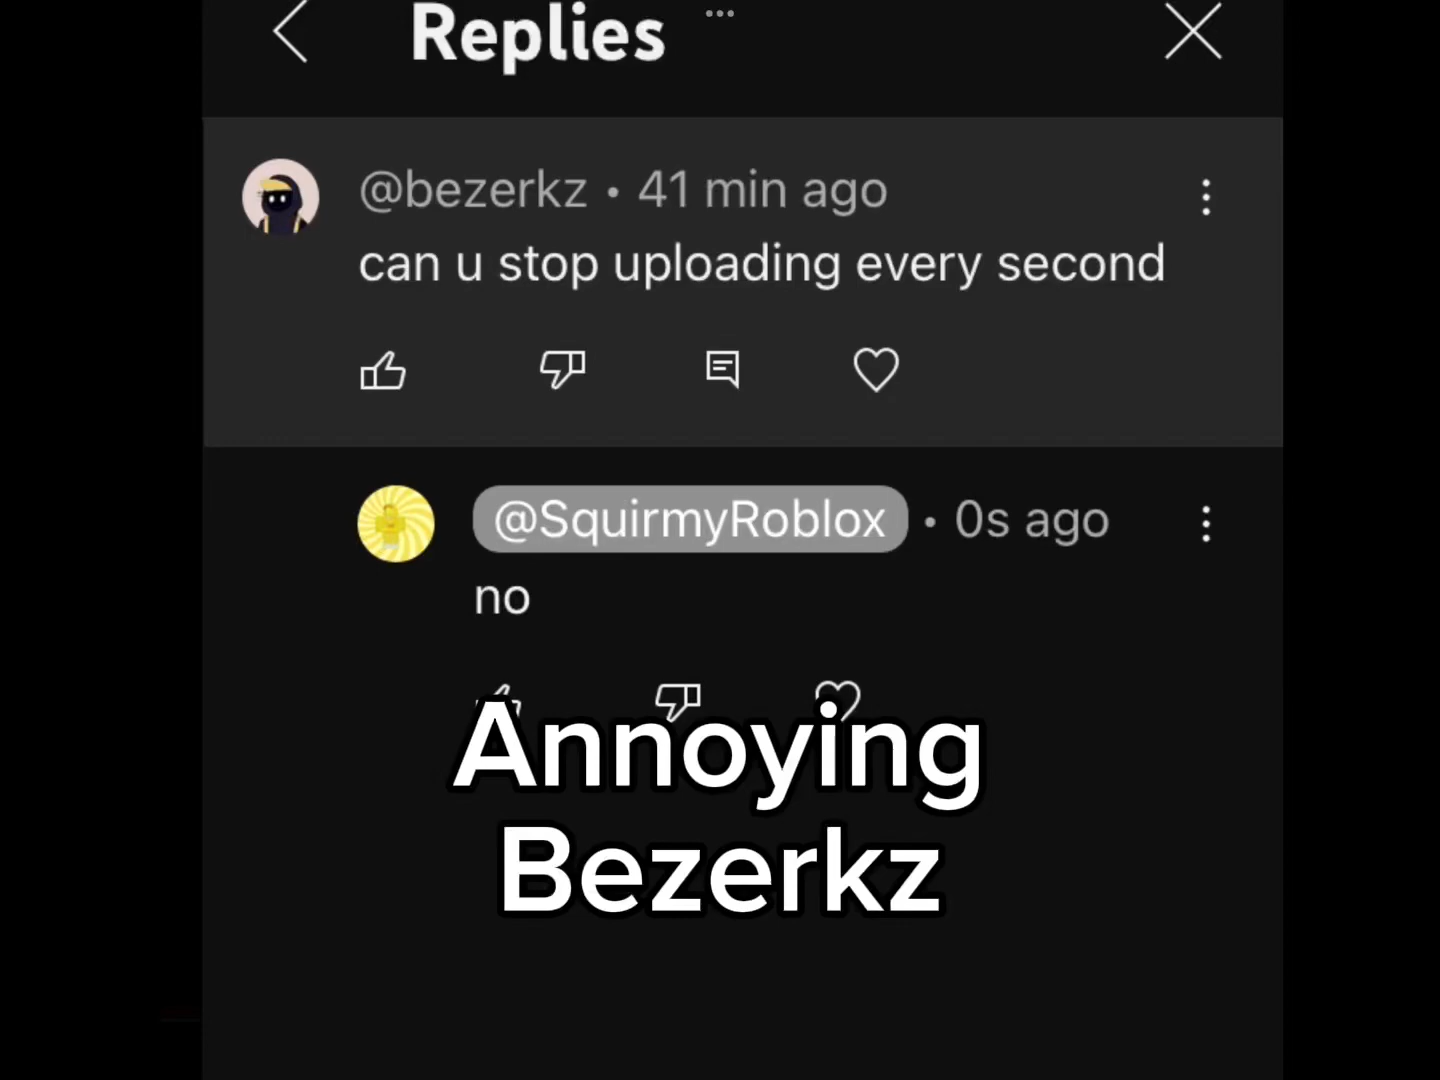 Replies
@bezerkz • 41 min ago
can u stop uploading every second
@SquirmyRoblox • 0s ago
no
Annoying
Bezerkz